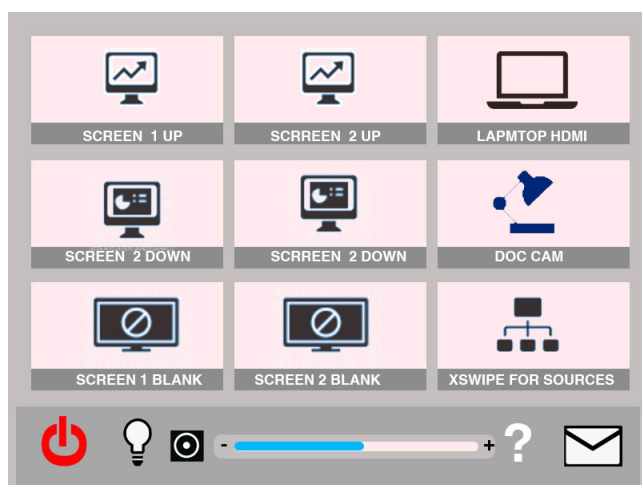 SCREEN 1 UP
SCRREEN 2 UP
LAPMTOP HDMI
SCREEN 2 DOWN
SCRREEN 2 DOWN
DOC CAM
SCREEN 1 BLANK
SCREEN 2 BLANK
XSWIPE FOR SOURCES
- + ?